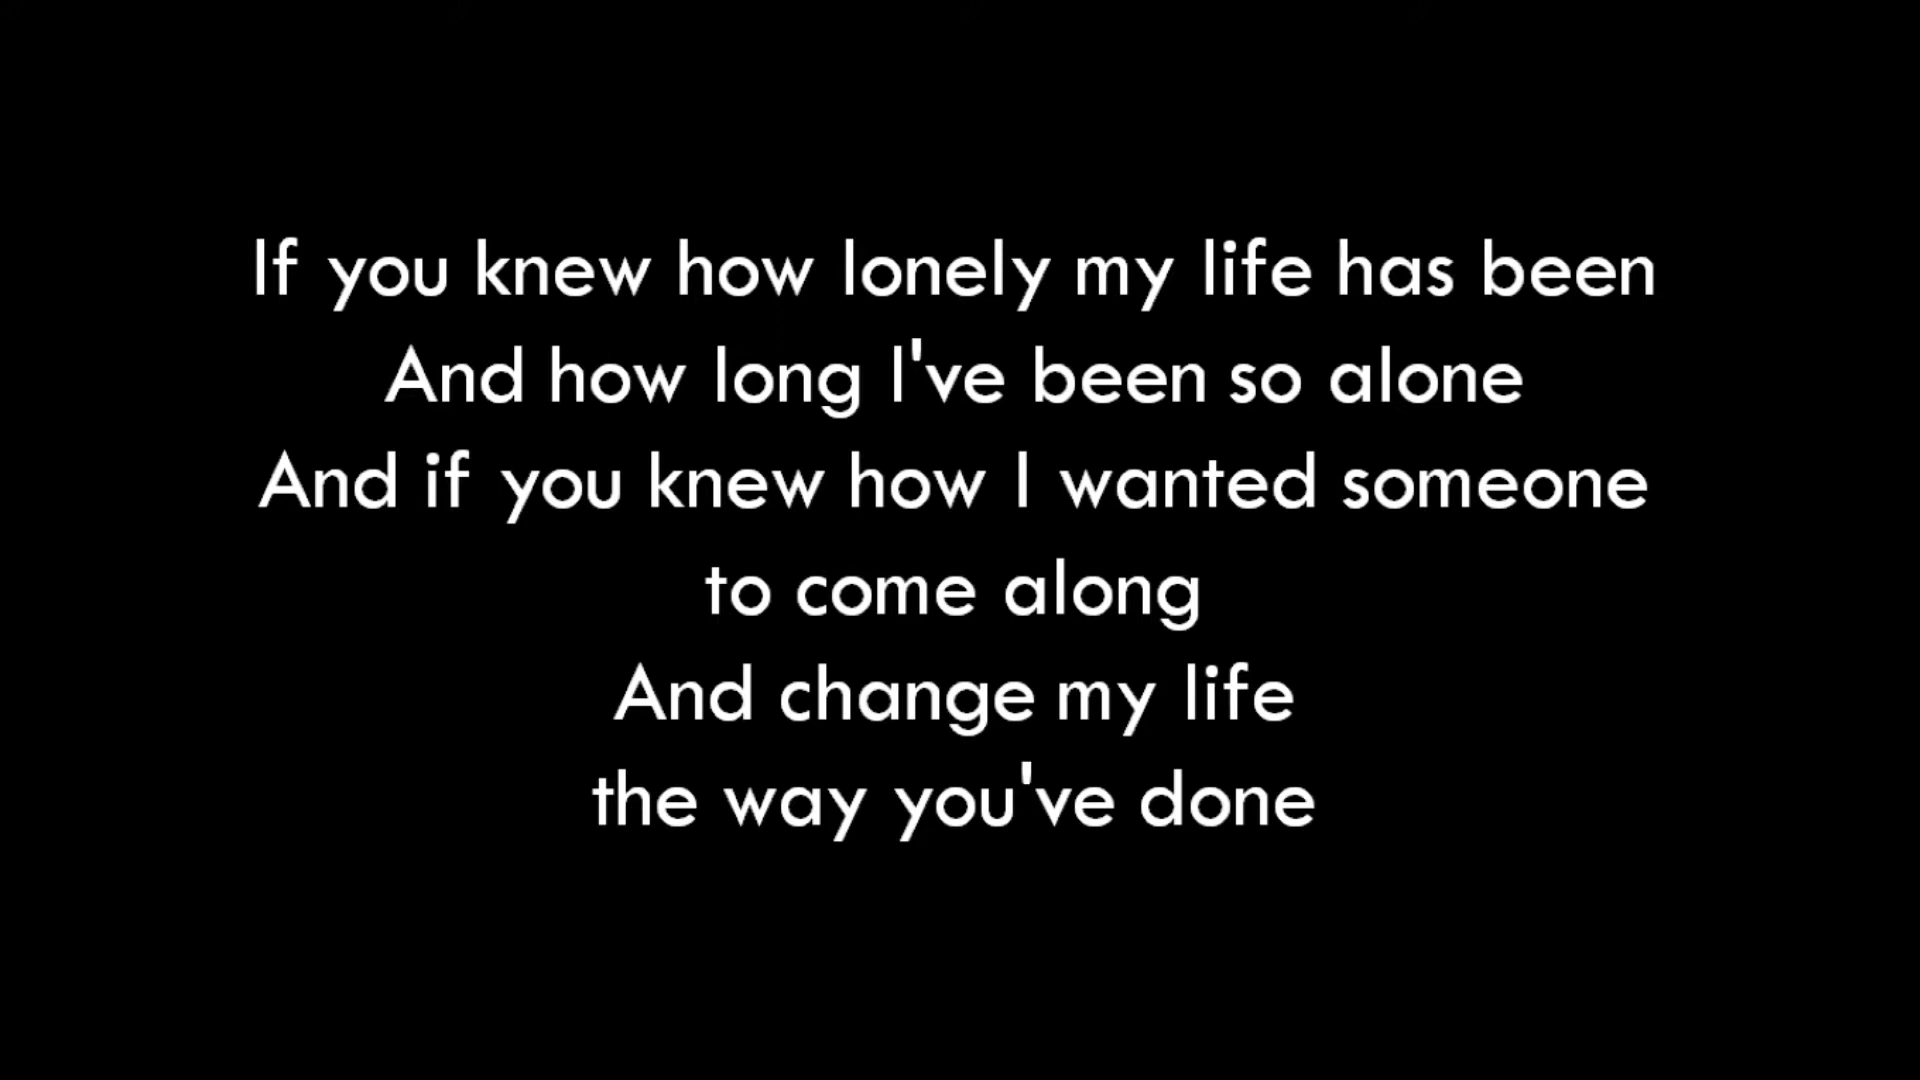 If you knew how lonely my life has been
And how long I've been so alone
And if you knew how I wanted someone
to come along
And change my life
the way you've done